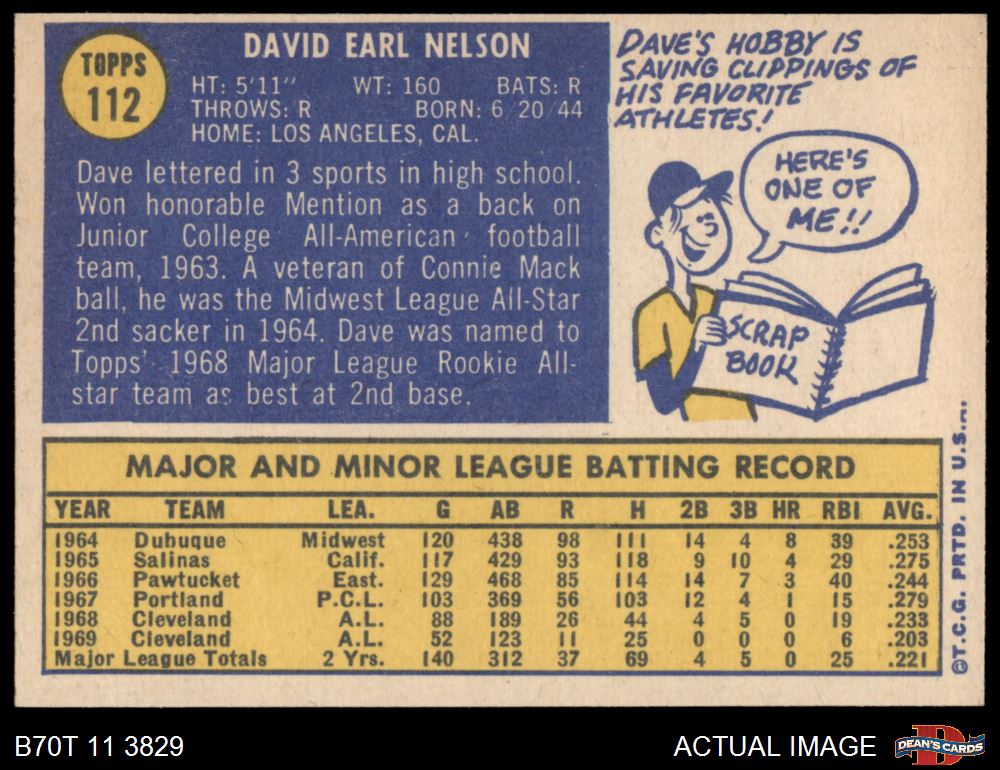 TOPPS
112
DAVID EARL NELSON
HT: 5'11" WT: 160 BATS: R
THROWS: R BORN: 6 20 44
HOME: LOS ANGELES, CAL.
Dave lettered in 3 sports in high school.
Won honorable Mention as a back on
Junior College All-American football
team, 1963. A veteran of Connie Mack
ball, he was the Midwest League All-Star
2nd sacker in 1964. Dave was named to
Topps' 1968 Major League Rookie All-
star team as best at 2nd base.
DAVE'S HOBBY IS
SAVING CLIPPINGS OF
HIS FAVORITE
ATHLETES!
HERE'S
ONE OF
ME!!
SCRAP
BOOK
MAJOR AND MINOR LEAGUE BATTING RECORD
YEAR TEAM LEA. G AB R H 2B 3B HR RBI AVG.
1964 Dubuque Midwest 120 438 98 111 14 4 8 39 .253
1965 Salinas Calif. 117 429 93 118 9 10 4 29 .275
1966 Pawtucket East. 129 468 85 114 14 7 3 40 .244
1967 Portland P.C.L. 103 369 56 103 12 4 1 15 .279
1968 Cleveland A.L. 88 189 26 44 4 5 0 19 .233
1969 Cleveland A.L. 52 123 11 25 0 0 0 6 .203
Major League Totals 2 Yrs. 140 312 37 69 4 5 0 25 .221
©T.C.G. PRTD. IN U.S.A.
B70T 11 3829
ACTUAL IMAGE
DEAN'S CARDS